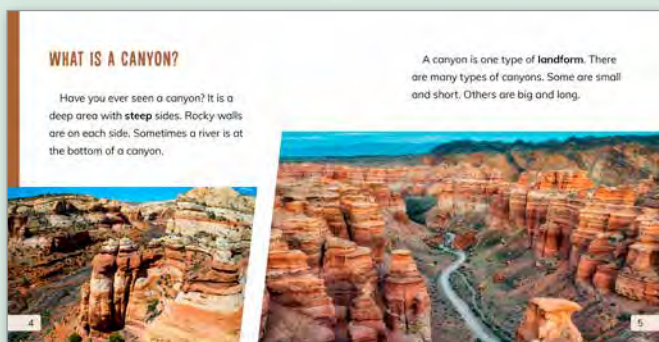 WHAT IS A CANYON?
Have you ever seen a canyon? It is a
deep area with steep sides. Rocky walls
are on each side. Sometimes a river is at
the bottom of a canyon.
4
A canyon is one type of landform. There
are many types of canyons. Some are small
and short. Others are big and long.
5